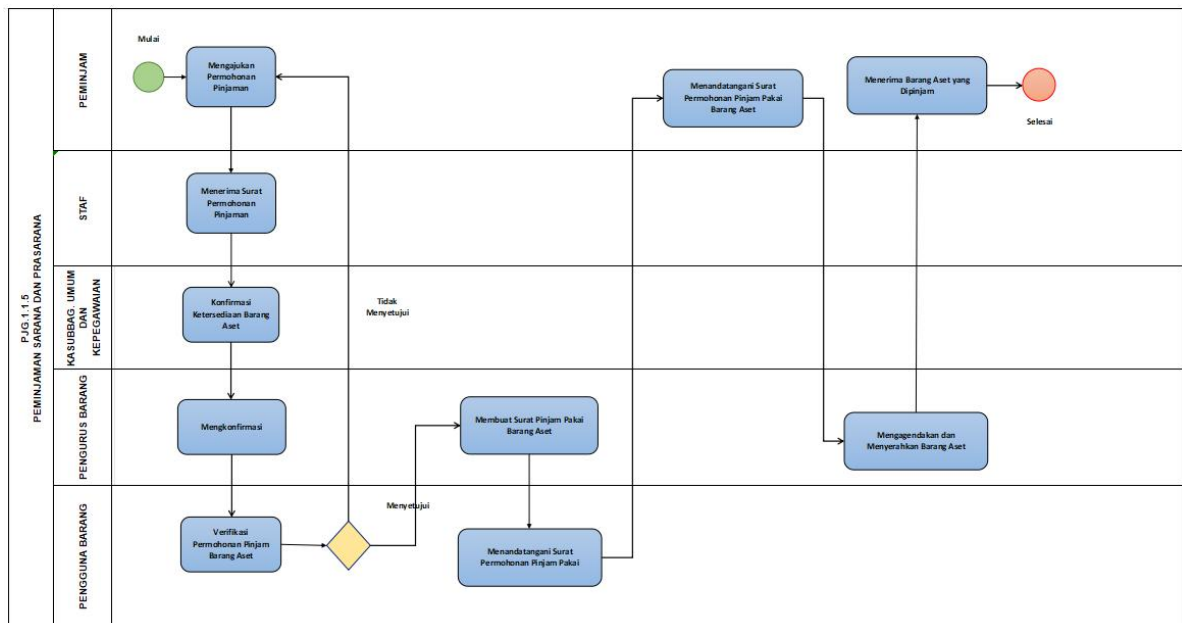 PJG.1.1.5
PEMINJAMAN SARANA DAN PRASARANA
PEMINJAM
Mulai
Mengajukan
Permohonan
Pinjaman
Menandatangani Surat
Permohonan Pinjam Pakai
Barang Aset
Menerima Barang Aset yang
Dipinjam
Selesai
STAF
Menerima Surat
Permohonan
Pinjaman
KASUBBAG. UMUM
DAN
KEPEGAWAIAN
Konfirmasi
Ketersediaan Barang
Aset
Tidak
Menyetujui
PENGURUS BARANG
Mengkonfirmasi
Membuat Surat Pinjam Pakai
Barang Aset
Mengagendakan dan
Menyerahkan Barang Aset
PENGGUNA BARANG
Verifikasi
Permohonan Pinjam
Barang Aset
Menyetujui
Menandatangani Surat
Permohonan Pinjam Pakai